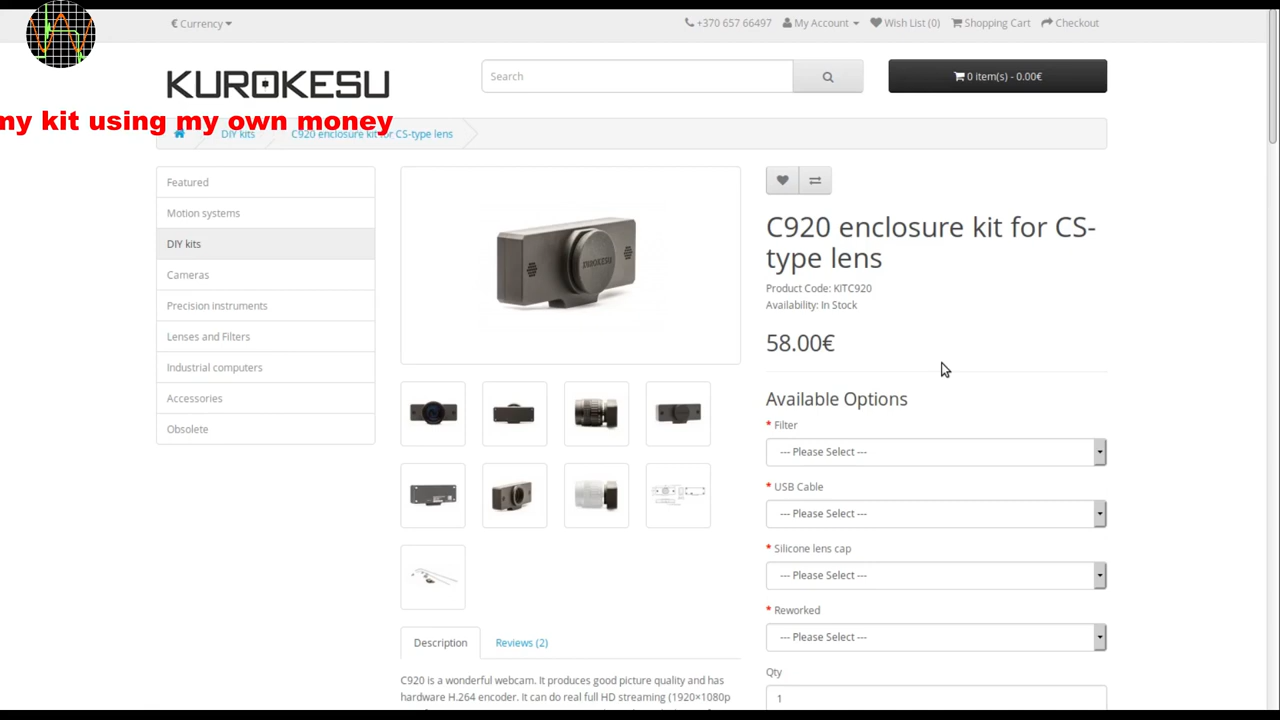 € Currency
+370 657 66497 My Account Wish List (0) Shopping Cart Checkout
KUROKESU
Search
0 item(s) - 0.00€
my kit using my own money
DIY kits C920 enclosure kit for CS-type lens
Featured
Motion systems
DIY kits
Cameras
Precision instruments
Lenses and Filters
Industrial computers
Accessories
Obsolete
KUROKESU
C920 enclosure kit for CS-
type lens
Product Code: KITC920
Availability: In Stock
58.00€
Available Options
* Filter
--- Please Select ---
* USB Cable
--- Please Select ---
* Silicone lens cap
--- Please Select ---
* Reworked
--- Please Select ---
Qty
1
Description Reviews (2)
C920 is a wonderful webcam. It produces good picture quality and has
hardware H.264 encoder. It can do real full HD streaming (1920×1080p